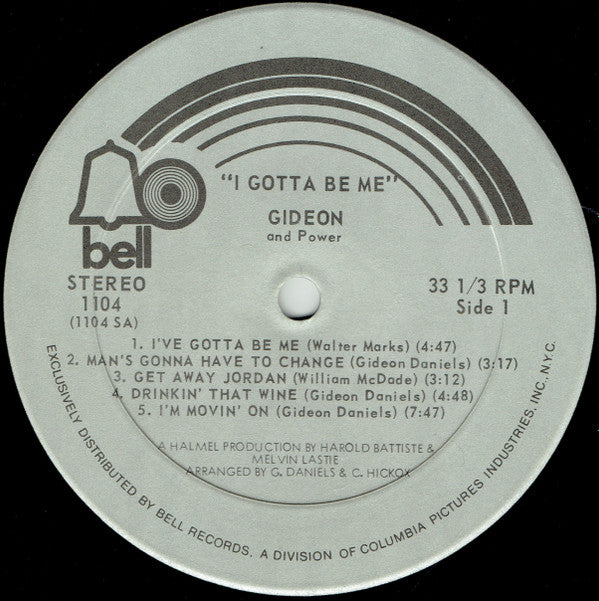 "I GOTTA BE ME"
GIDEON
and Power
bell
STEREO
1104
(1104 SA)
33 1/3 RPM
Side 1
1. I'VE GOTTA BE ME (Walter Marks) (4:47)
2. MAN'S GONNA HAVE TO CHANGE (Gideon Daniels) (3:17)
3. GET AWAY JORDAN (William McDade) (3:12)
4. DRINKIN' THAT WINE (Gideon Daniels) (4:48)
5. I'M MOVIN' ON (Gideon Daniels) (7:47)
A HALMEL PRODUCTION BY HAROLD BATTISTE &
MELVIN LASTIE
ARRANGED BY G. DANIELS & C. HICKOX
EXCLUSIVELY DISTRIBUTED BY BELL RECORDS, A DIVISION OF COLUMBIA PICTURES INDUSTRIES, INC., N.Y.C.